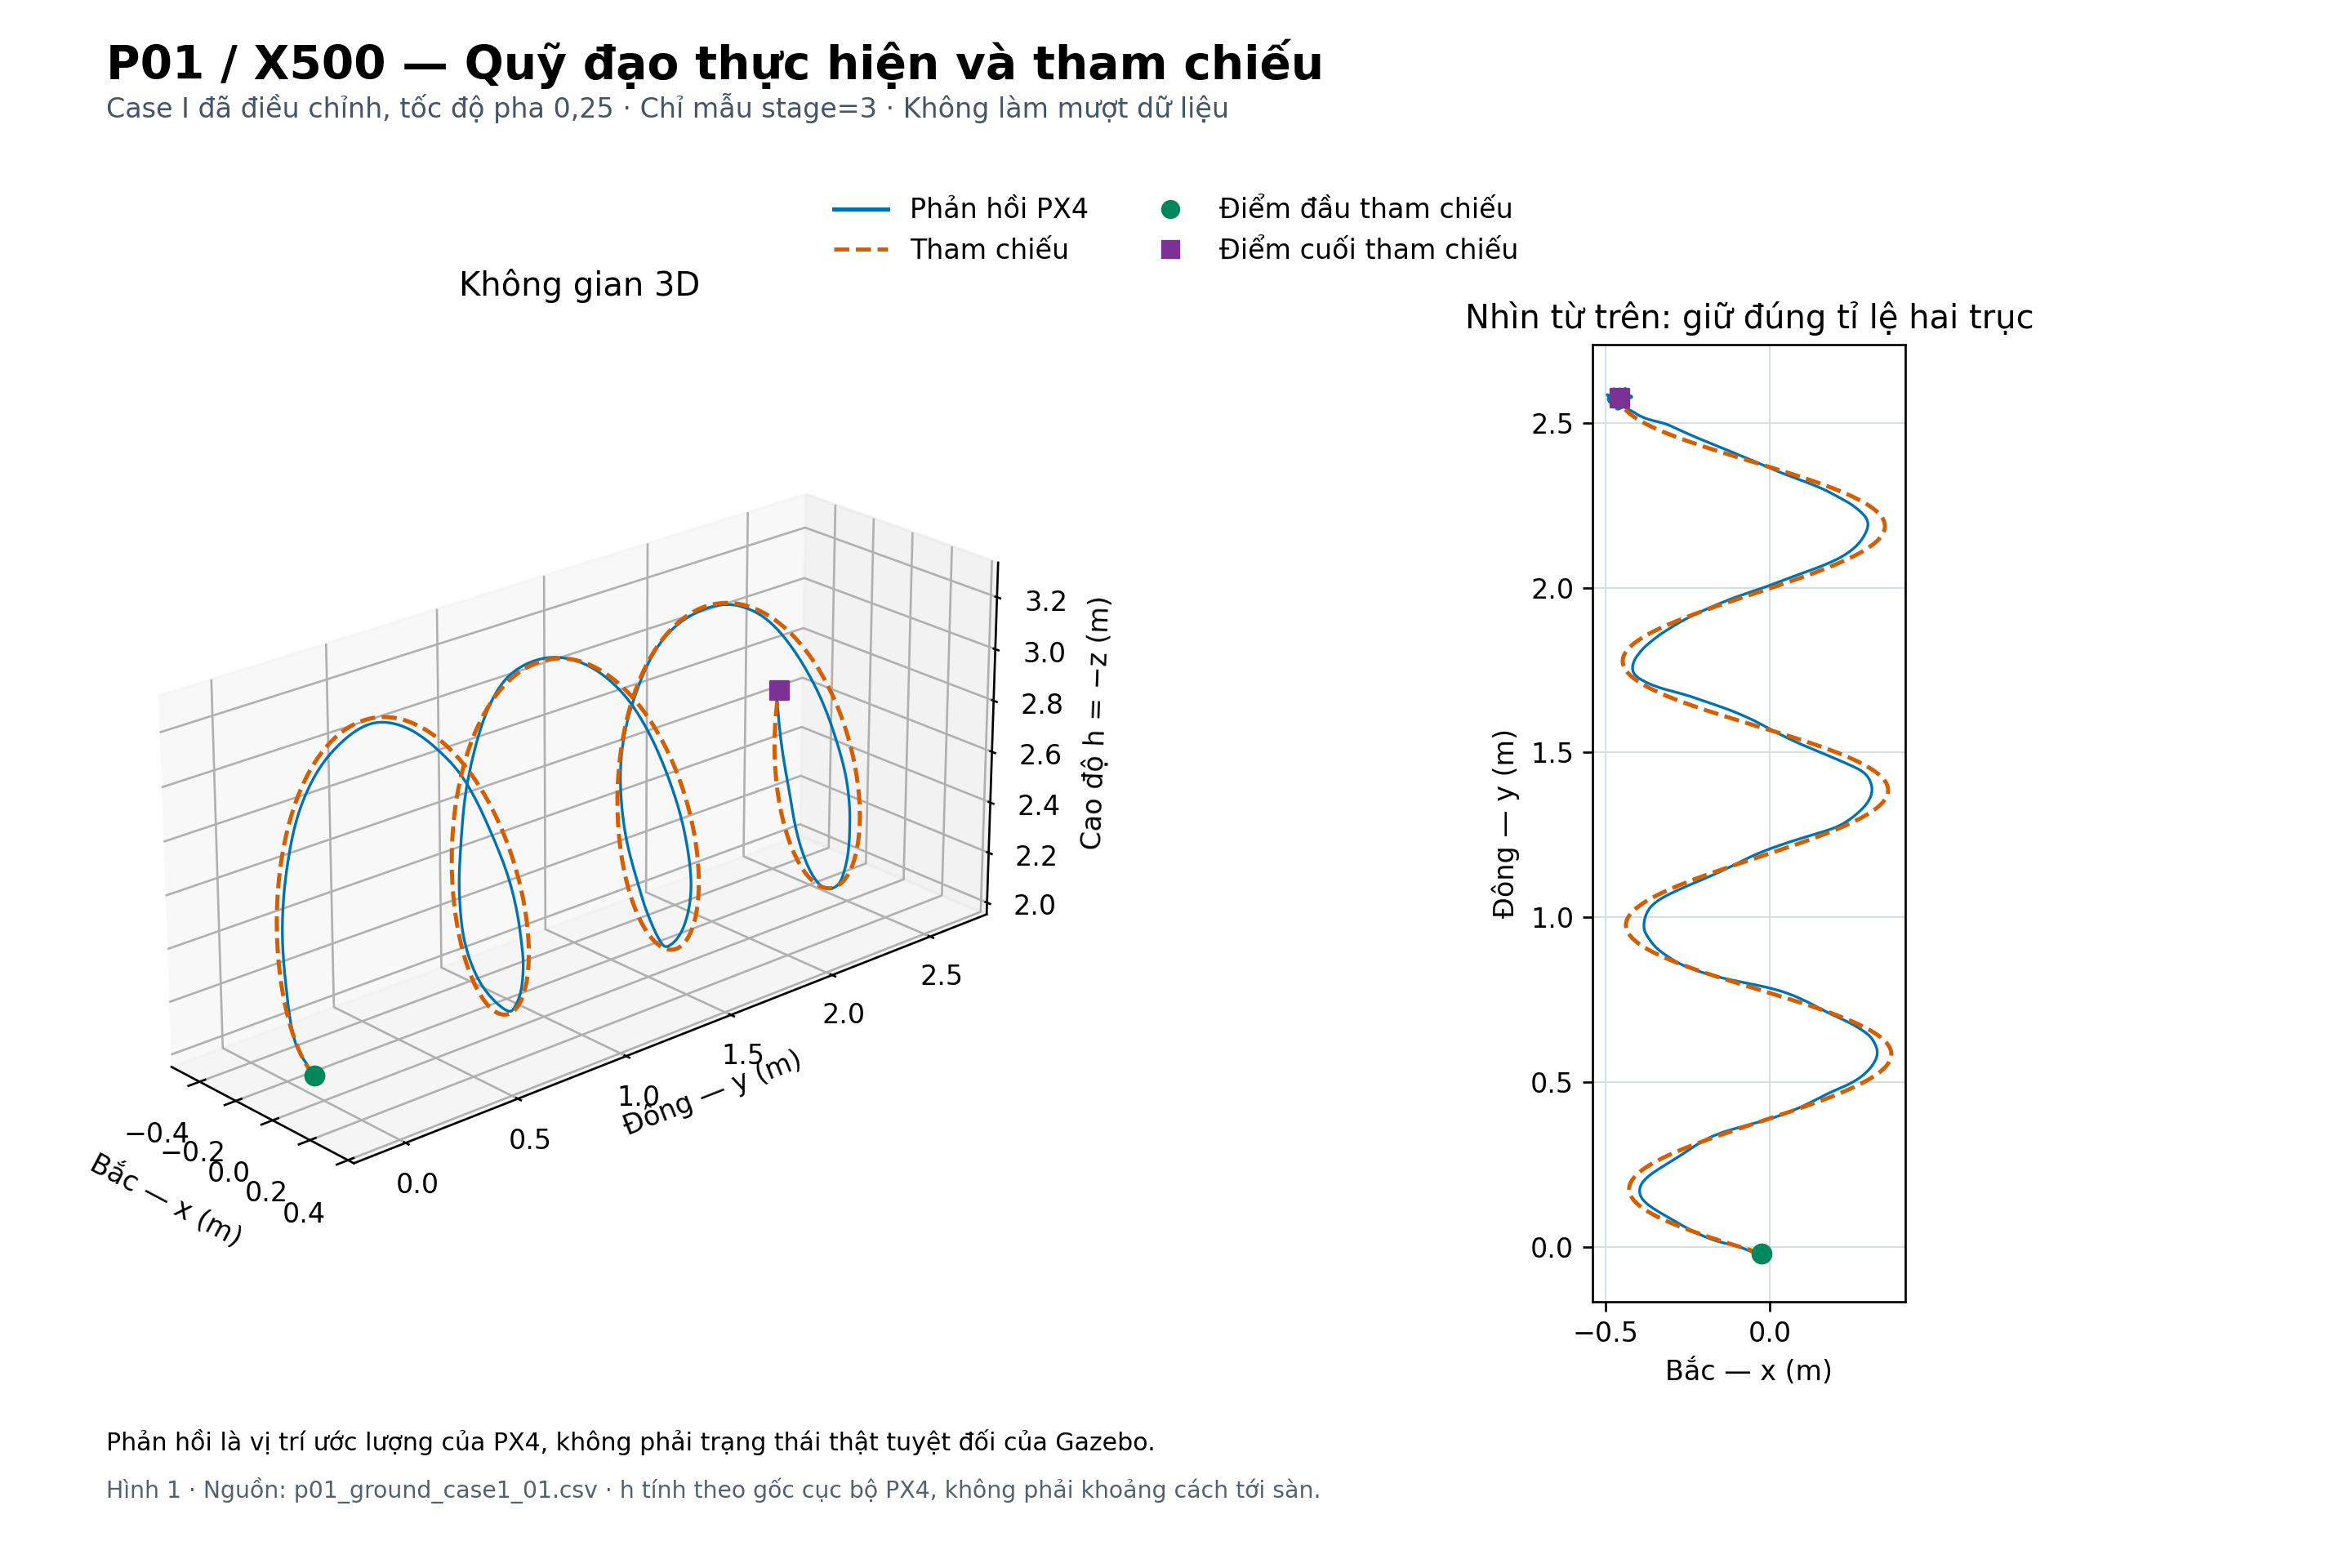 P01 / X500 — Quỹ đạo thực hiện và tham chiếu
Case I đã điều chỉnh, tốc độ pha 0,25 · Chỉ mẫu stage=3 · Không làm mượt dữ liệu
Phản hồi PX4
Tham chiếu
Điểm đầu tham chiếu
Điểm cuối tham chiếu
Không gian 3D
3.2
3.0
2.8
2.6
2.4
2.2
2.0
Cao độ h = −z (m)
−0.4
−0.2
0.0
0.2
0.4
Bắc — x (m)
0.0
0.5
1.0
1.5
2.0
2.5
Đông — y (m)
Nhìn từ trên: giữ đúng tỉ lệ hai trục
2.5
2.0
1.5
1.0
0.5
0.0
Đông — y (m)
−0.5
0.0
Bắc — x (m)
Phản hồi là vị trí ước lượng của PX4, không phải trạng thái thật tuyệt đối của Gazebo.
Hình 1 · Nguồn: p01_ground_case1_01.csv · h tính theo gốc cục bộ PX4, không phải khoảng cách tới sàn.